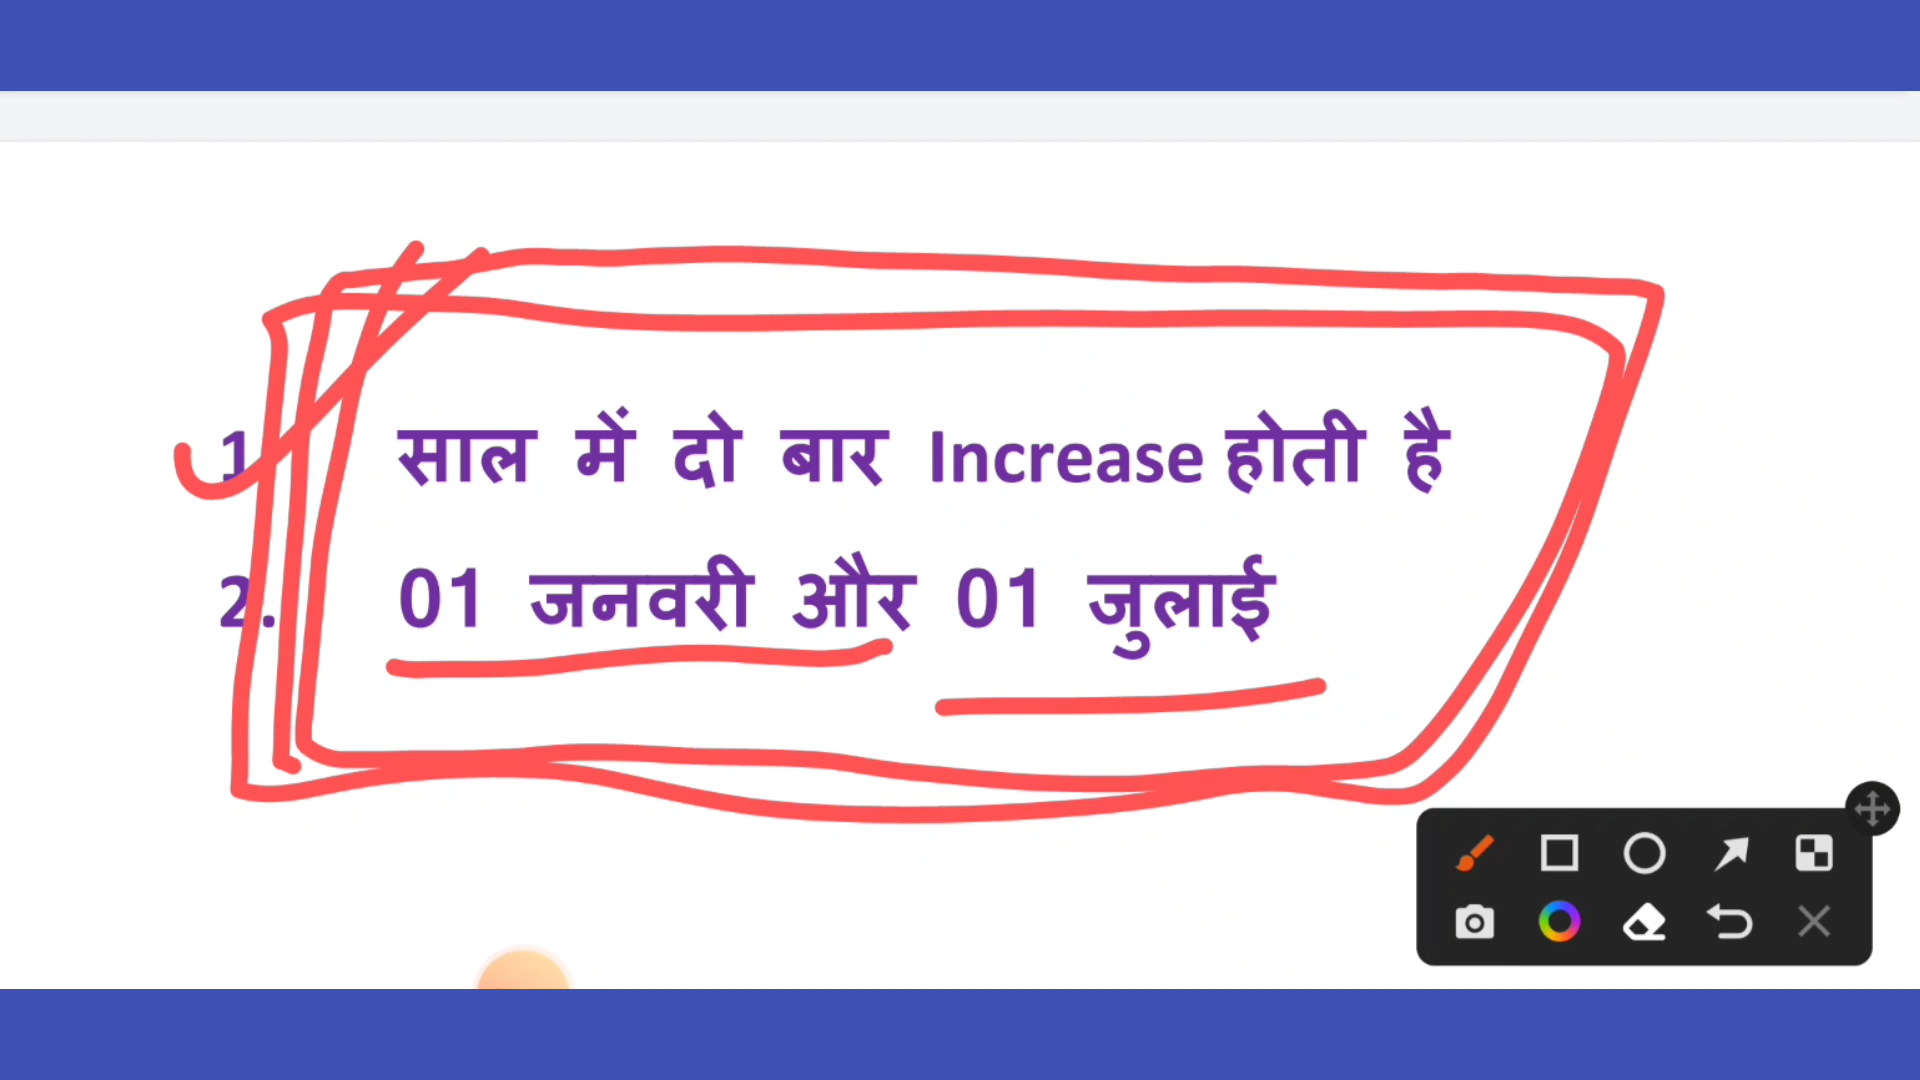 1. साल में दो बार Increase होती है
2. 01 जनवरी और 01 जुलाई